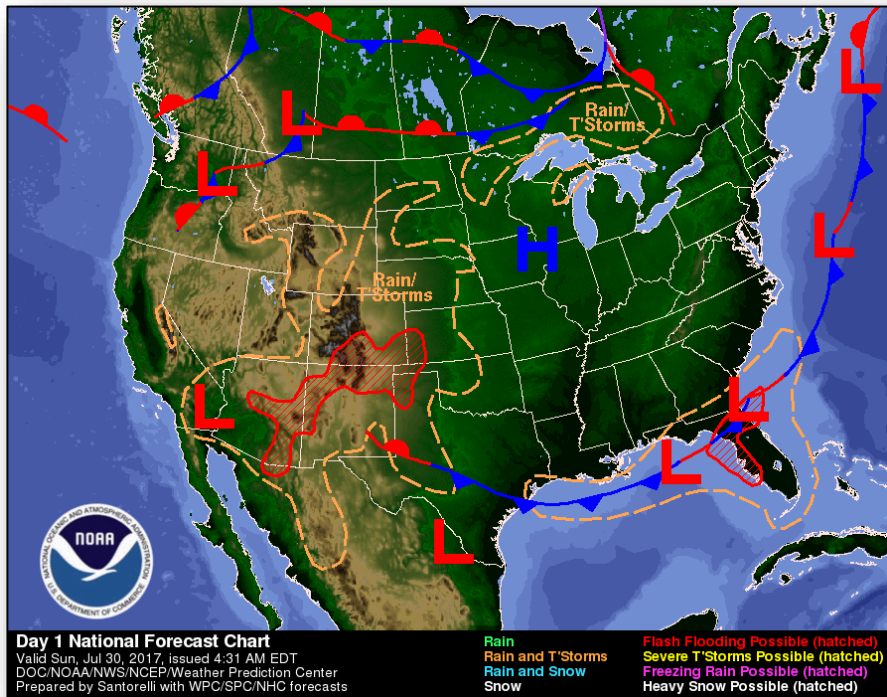 Rain/
T'Storms
L
L
L
L
H
Rain/
T'Storms
L
L
L
L
L
NOAA
NATIONAL OCEANIC AND ATMOSPHERIC ADMINISTRATION
U.S. DEPARTMENT OF COMMERCE
Day 1 National Forecast Chart
Valid Sun, Jul 30, 2017, issued 4:31 AM EDT
DOC/NOAA/NWS/NCEP/Weather Prediction Center
Prepared by Santorelli with WPC/SPC/NHC forecasts
Rain
Rain and T'Storms
Rain and Snow
Snow
Flash Flooding Possible (hatched)
Severe T'Storms Possible (hatched)
Freezing Rain Possible (hatched)
Heavy Snow Possible (hatched)